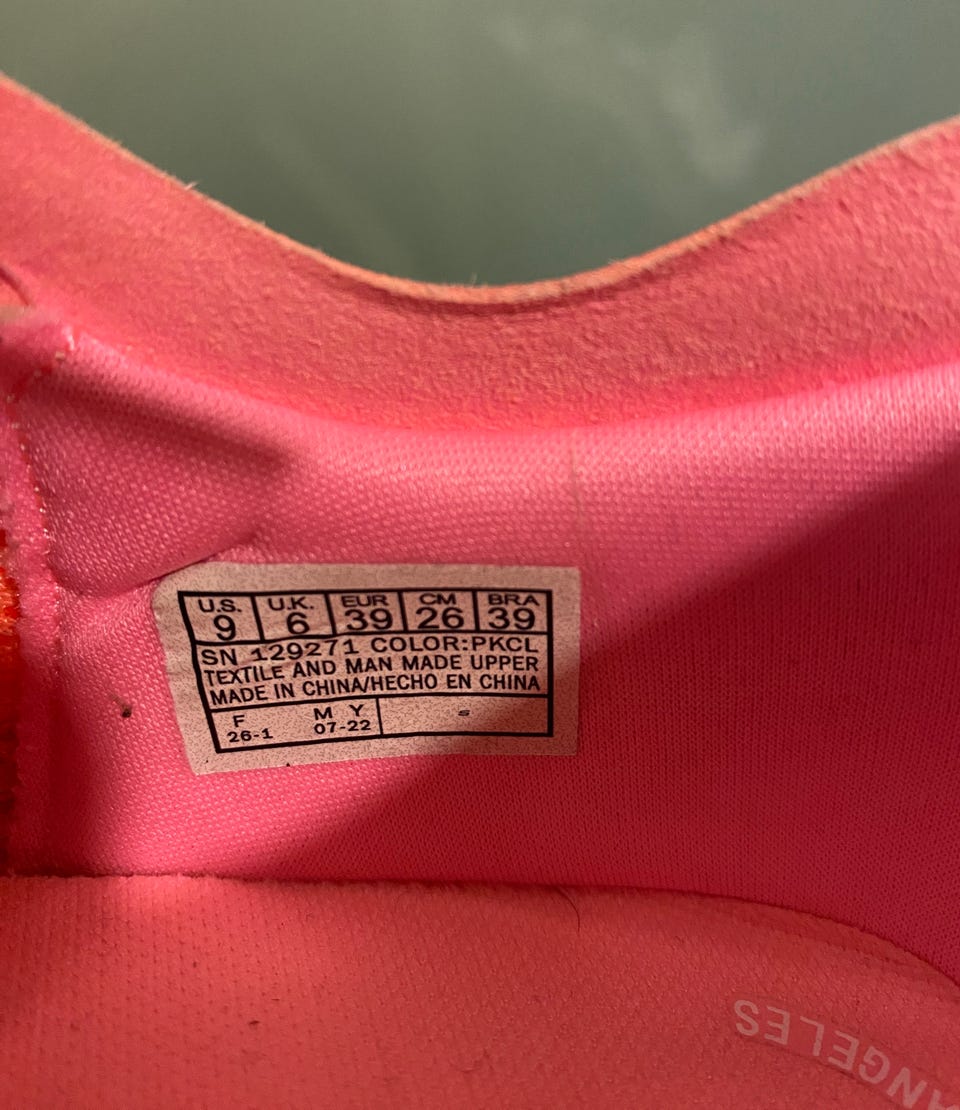 U.S. U.K. EUR CM BRA
9 6 39 26 39
SN 129271 COLOR:PKCL
TEXTILE AND MAN MADE UPPER
MADE IN CHINA/HECHO EN CHINA
F M Y =
26-1 07-22
ANGELES